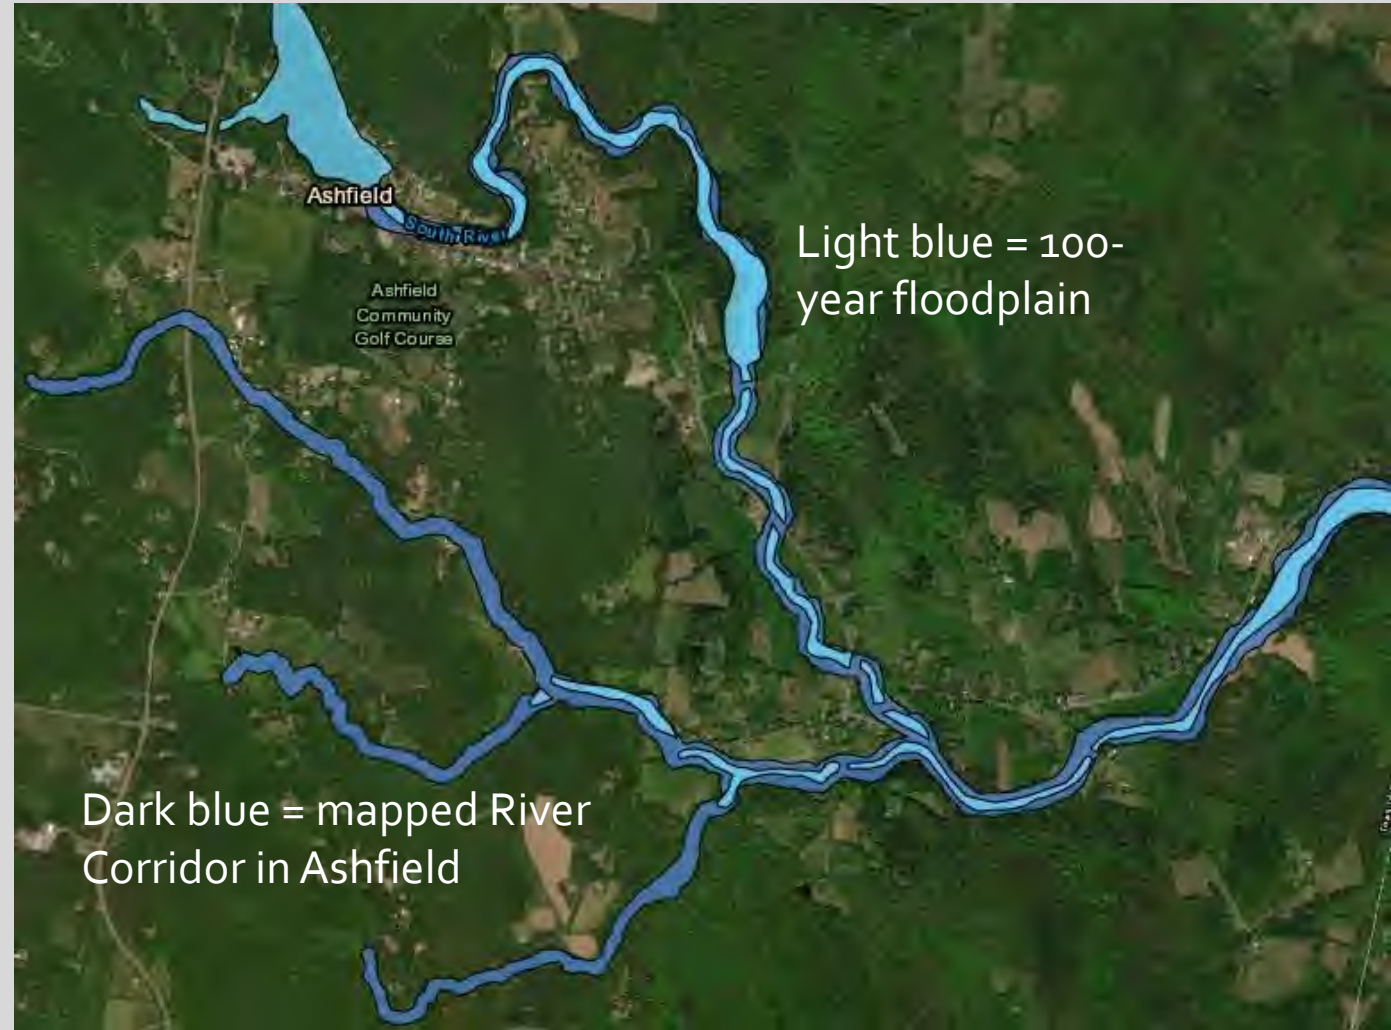 Ashfield
South River
Light blue = 100-
year floodplain
Ashfield
Community
Golf Course
Dark blue = mapped River
Corridor in Ashfield